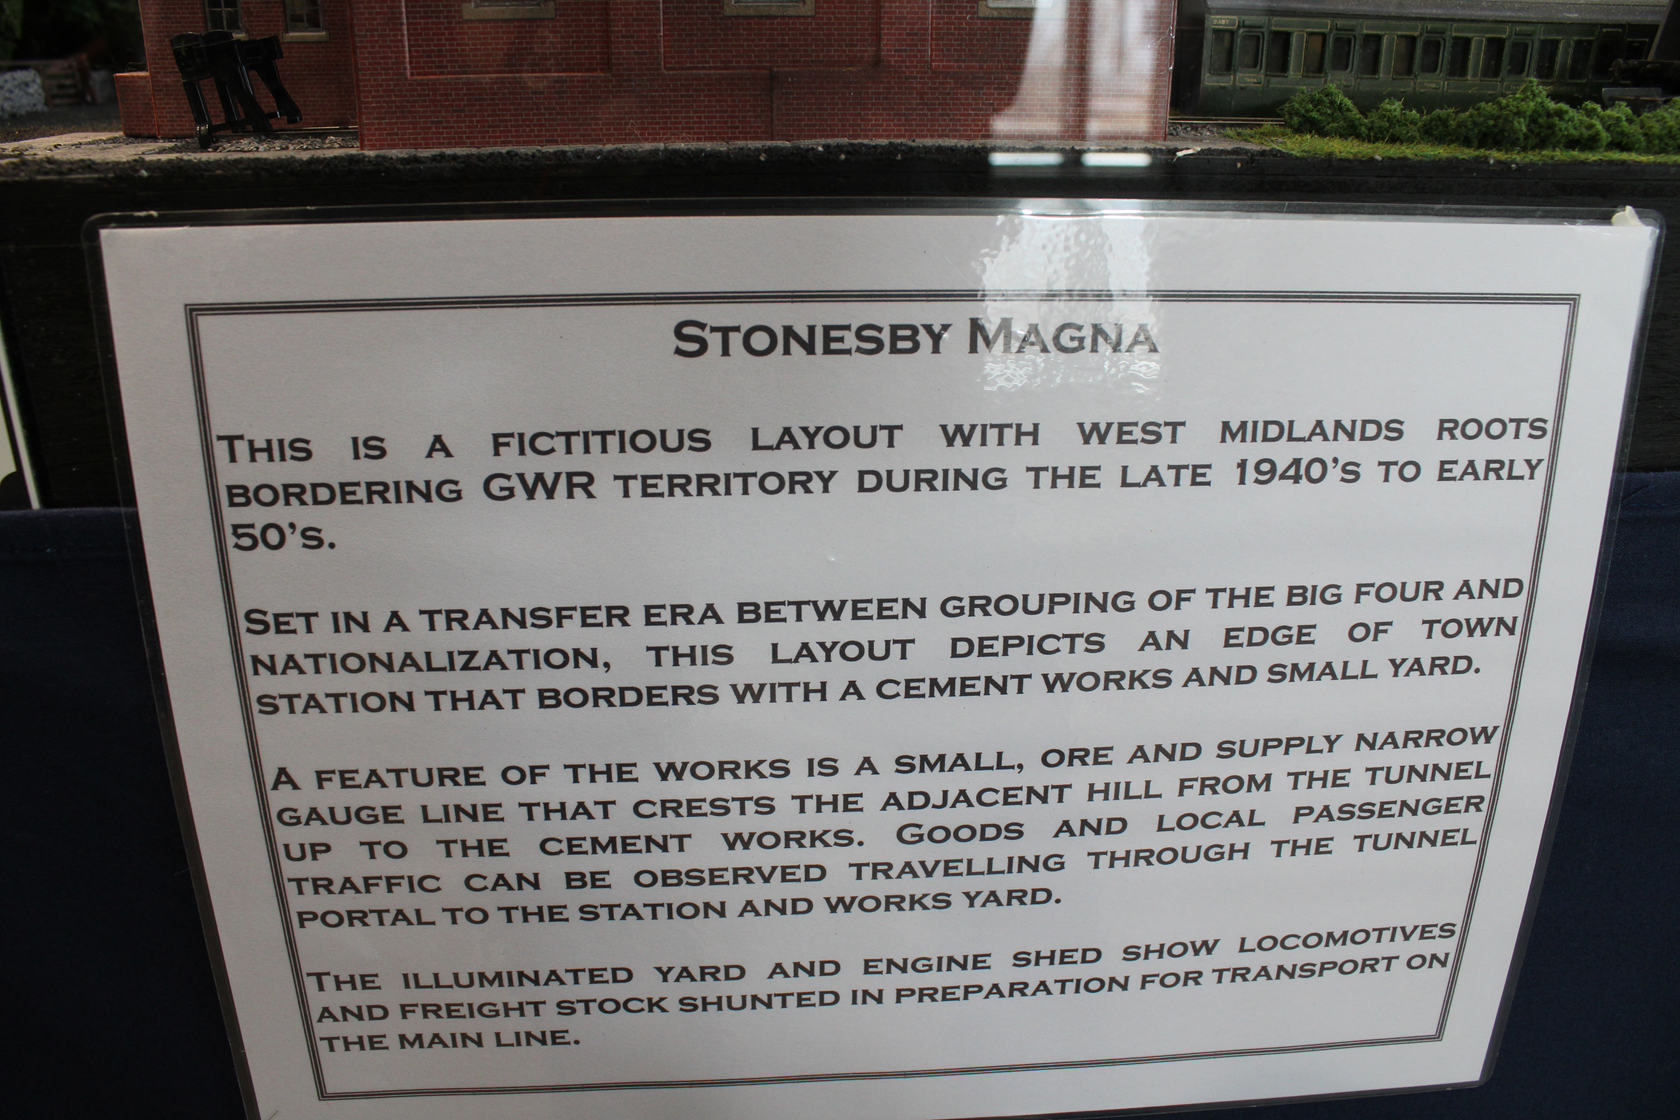 Stonesby Magna
This is a fictitious layout with west midlands roots
bordering GWR territory during the late 1940's to early
50's.
Set in a transfer era between grouping of the big four and
nationalization, this layout depicts an edge of town
station that borders with a cement works and small yard.
A feature of the works is a small, ore and supply narrow
gauge line that crests the adjacent hill from the tunnel
up to the cement works. Goods and local passenger
traffic can be observed travelling through the tunnel
portal to the station and works yard.
The illuminated yard and engine shed show locomotives
and freight stock shunted in preparation for transport on
the main line.